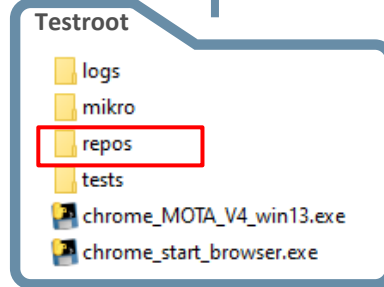 Testroot
logs
mikro
repos
tests
chrome_MOTA_V4_win13.exe
chrome_start_browser.exe